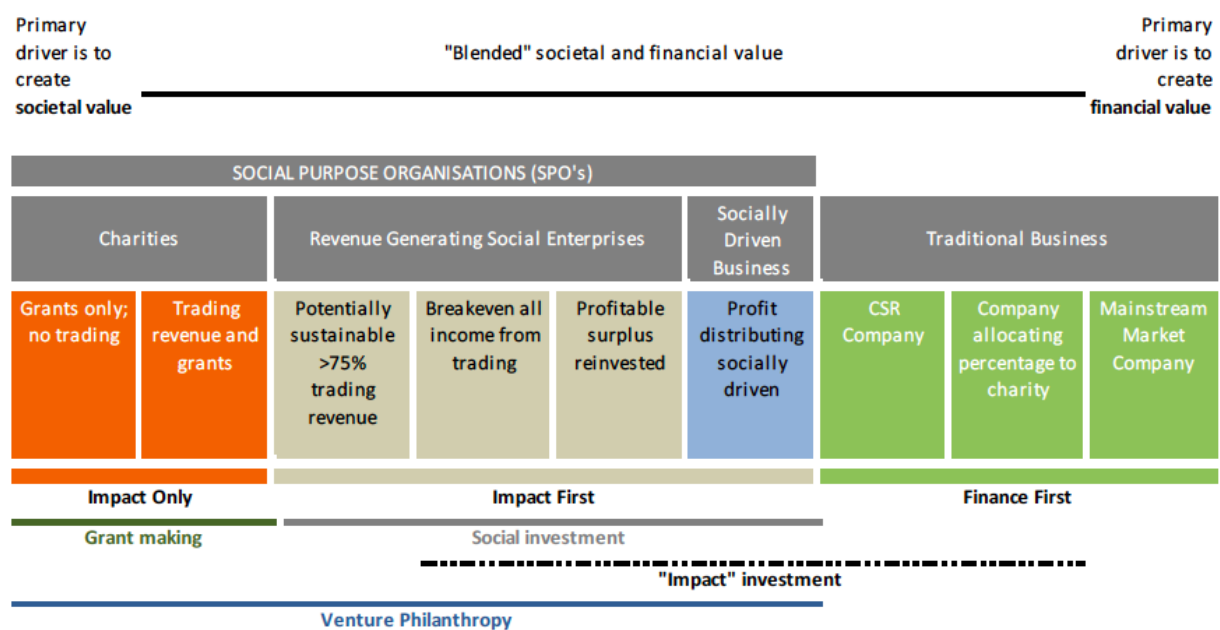 Primary
driver is to
create
societal value
"Blended" societal and financial value
Primary
driver is to
create
financial value
SOCIAL PURPOSE ORGANISATIONS (SPO's)
Charities
Revenue Generating Social Enterprises
Socially
Driven
Business
Traditional Business
Grants only;
no trading
Trading
revenue and
grants
Potentially
sustainable
>75%
trading
revenue
Breakeven all
income from
trading
Profitable
surplus
reinvested
Profit
distributing
socially
driven
CSR
Company
Company
allocating
percentage to
charity
Mainstream
Market
Company
Impact Only
Impact First
Finance First
Grant making
Social investment
"Impact" investment
Venture Philanthropy